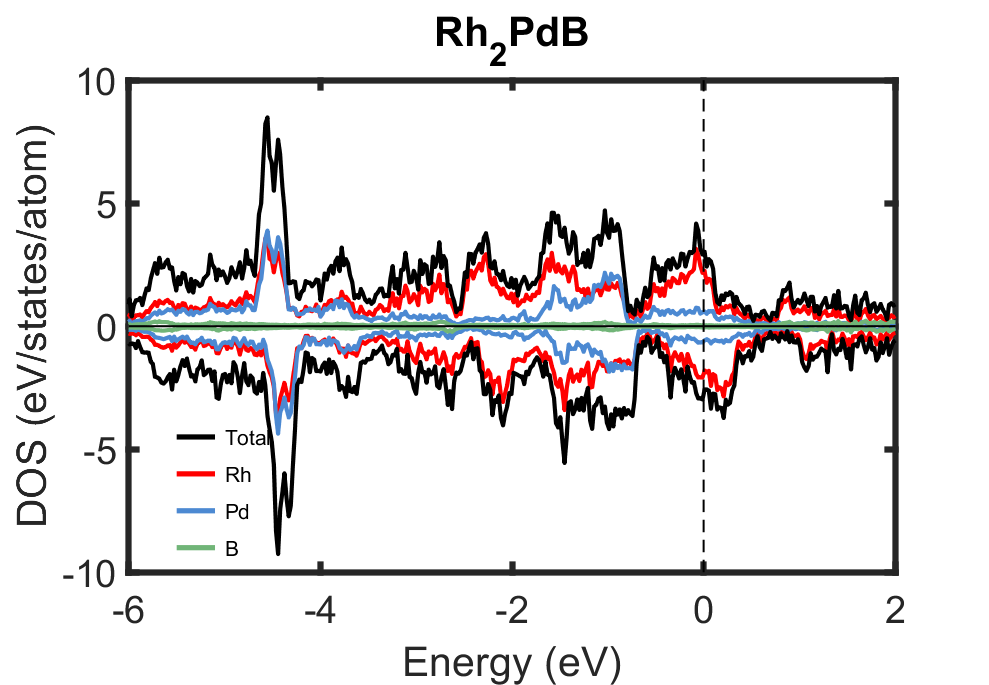 Rh₂PdB
10
5
0
-5
-10
DOS (eV/states/atom)
Total
Rh
Pd
B
-6 -4 -2 0 2
Energy (eV)